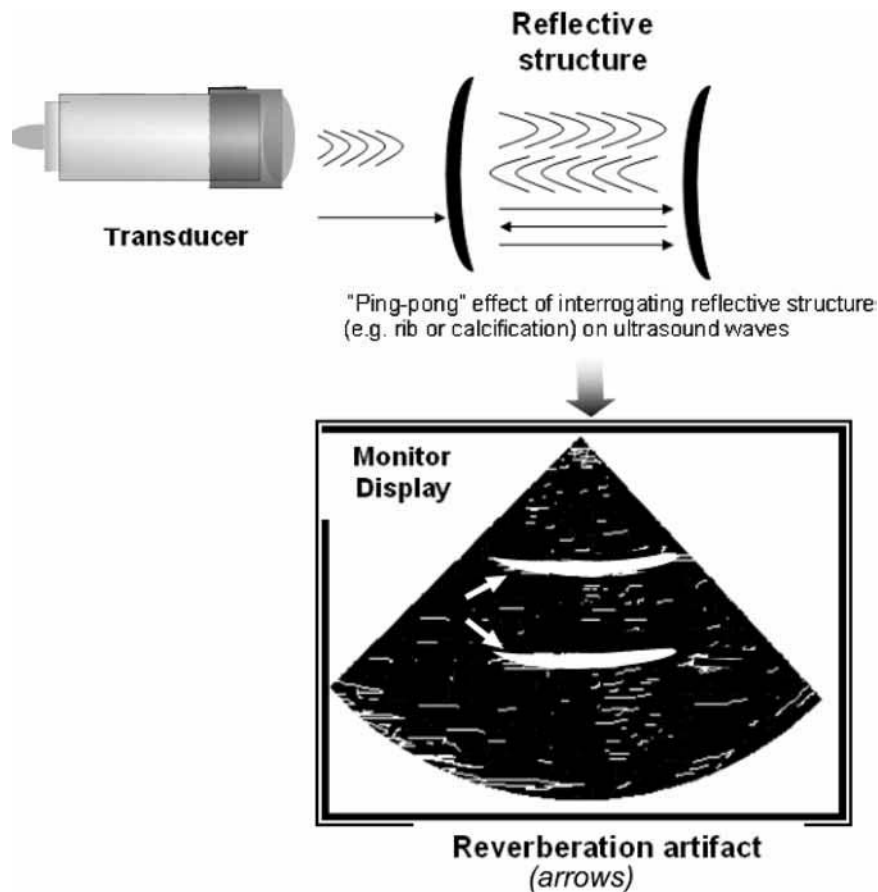 Reflective
structure
Transducer
"Ping-pong" effect of interrogating reflective structure
(e.g. rib or calcification) on ultrasound waves
Monitor
Display
Reverberation artifact
(arrows)